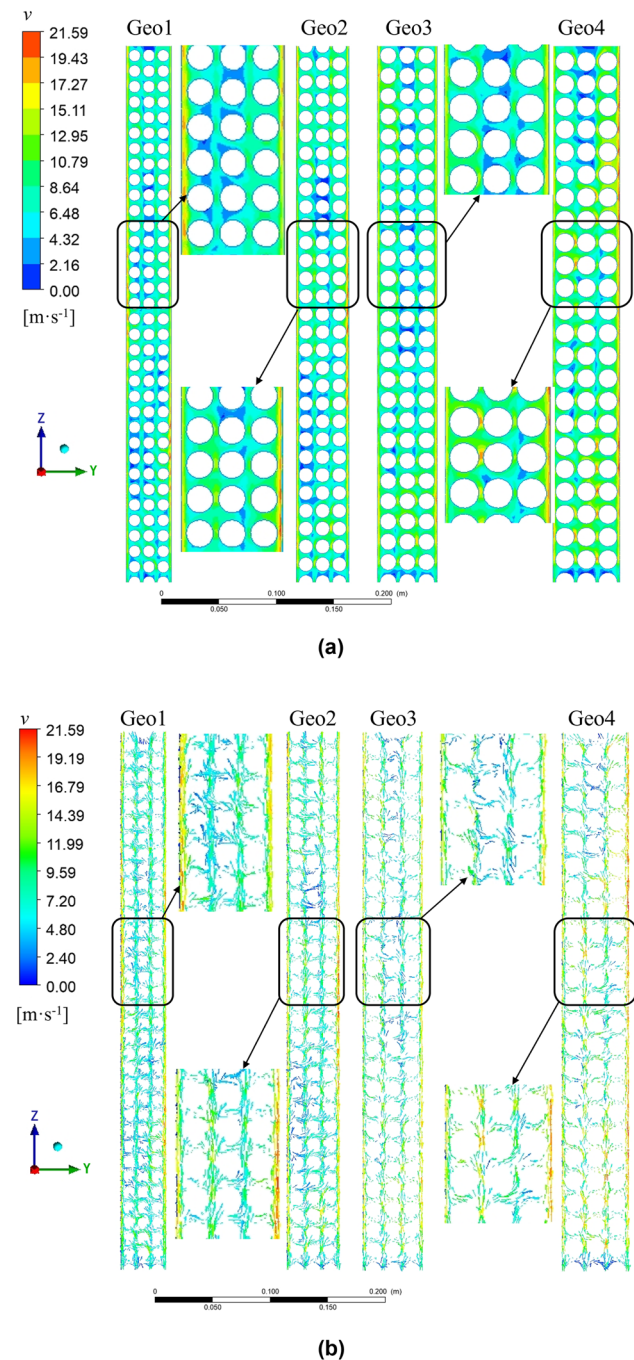 v
Geo1 Geo2 Geo3 Geo4
21.59
19.43
17.27
15.11
12.95
10.79
8.64
6.48
4.32
2.16
0.00
[m·s-1]
Z
Y
0 0.100 0.200 (m)
0.050 0.150
(a)
v
Geo1 Geo2 Geo3 Geo4
21.59
19.19
16.79
14.39
11.99
9.60
7.20
4.80
2.40
0.00
[m·s-1]
Z
Y
0 0.100 0.200 (m)
0.050 0.150
(b)